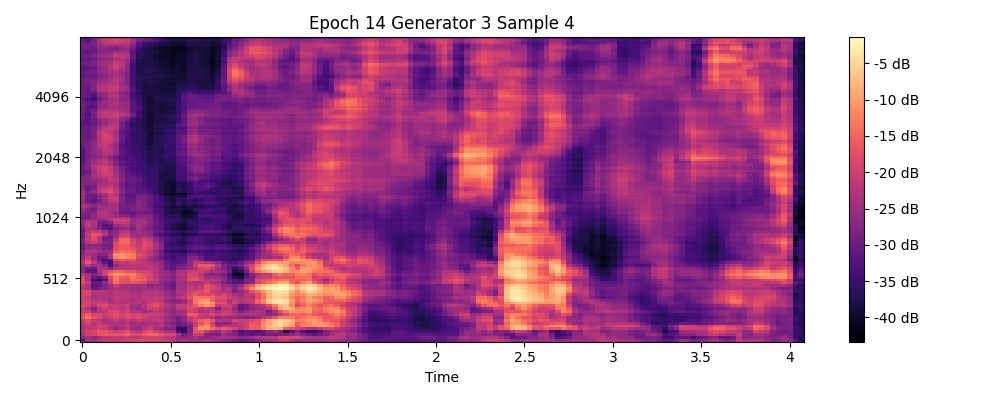 Epoch 14 Generator 3 Sample 4
Hz
4096
2048
1024
512
0
0 0.5 1 1.5 2 2.5 3 3.5 4
Time
-5 dB
-10 dB
-15 dB
-20 dB
-25 dB
-30 dB
-35 dB
-40 dB